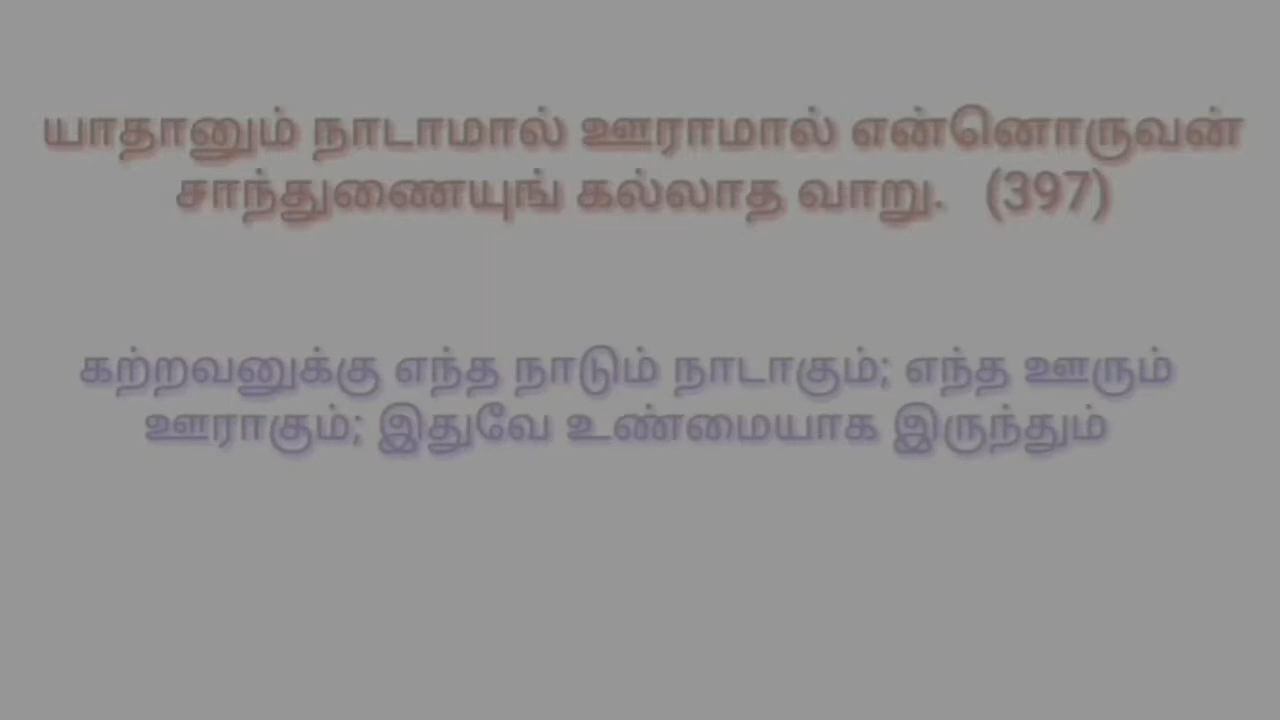 யாதானும் நாடாமால் ஊராமால் என்னொருவன்
சாந்துணையுங் கல்லாத வாறு. (397)
கற்றவனுக்கு எந்த நாடும் நாடாகும்; எந்த ஊரும்
ஊராகும்; இதுவே உண்மையாக இருந்தும்